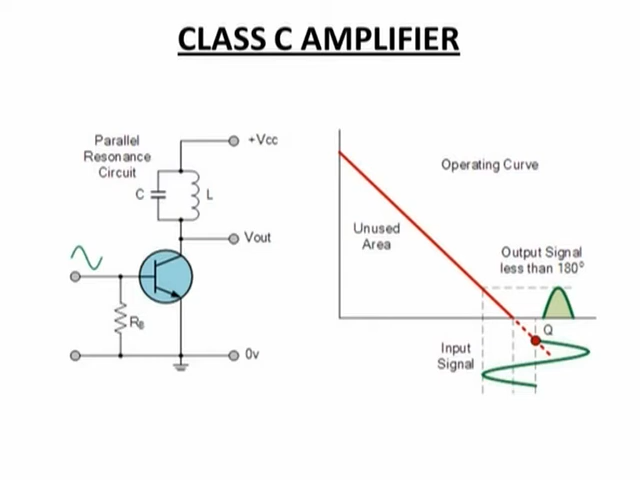 CLASS C AMPLIFIER
Parallel
Resonance
Circuit
+Vcc
C
L
Vout
RB
0v
Operating Curve
Unused
Area
Output Signal
less than 180°
Q
Input
Signal